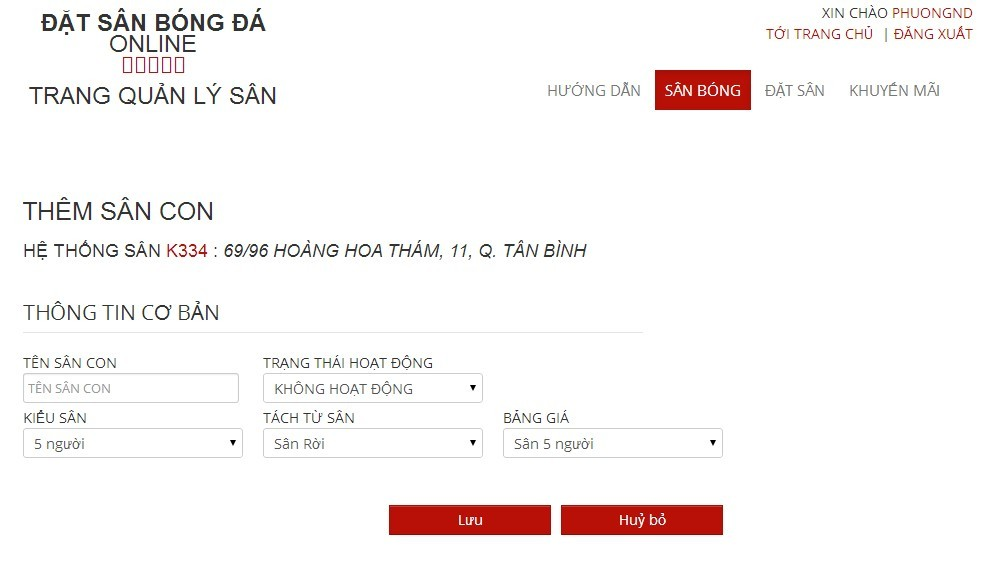 ĐẶT SÂN BÓNG ĐÁ
ONLINE
TRANG QUẢN LÝ SÂN
XIN CHÀO PHUONGND
TỚI TRANG CHỦ | ĐĂNG XUẤT
HƯỚNG DẪN SÂN BÓNG ĐẶT SÂN KHUYẾN MÃI
THÊM SÂN CON
HỆ THỐNG SÂN K334 : 69/96 HOÀNG HOA THÁM, 11, Q. TÂN BÌNH
THÔNG TIN CƠ BẢN
TÊN SÂN CON TRẠNG THÁI HOẠT ĐỘNG
TÊN SÂN CON KHÔNG HOẠT ĐỘNG
KIỂU SÂN TÁCH TỪ SÂN BẢNG GIÁ
5 người Sân Rời Sân 5 người
Lưu Huỷ bỏ